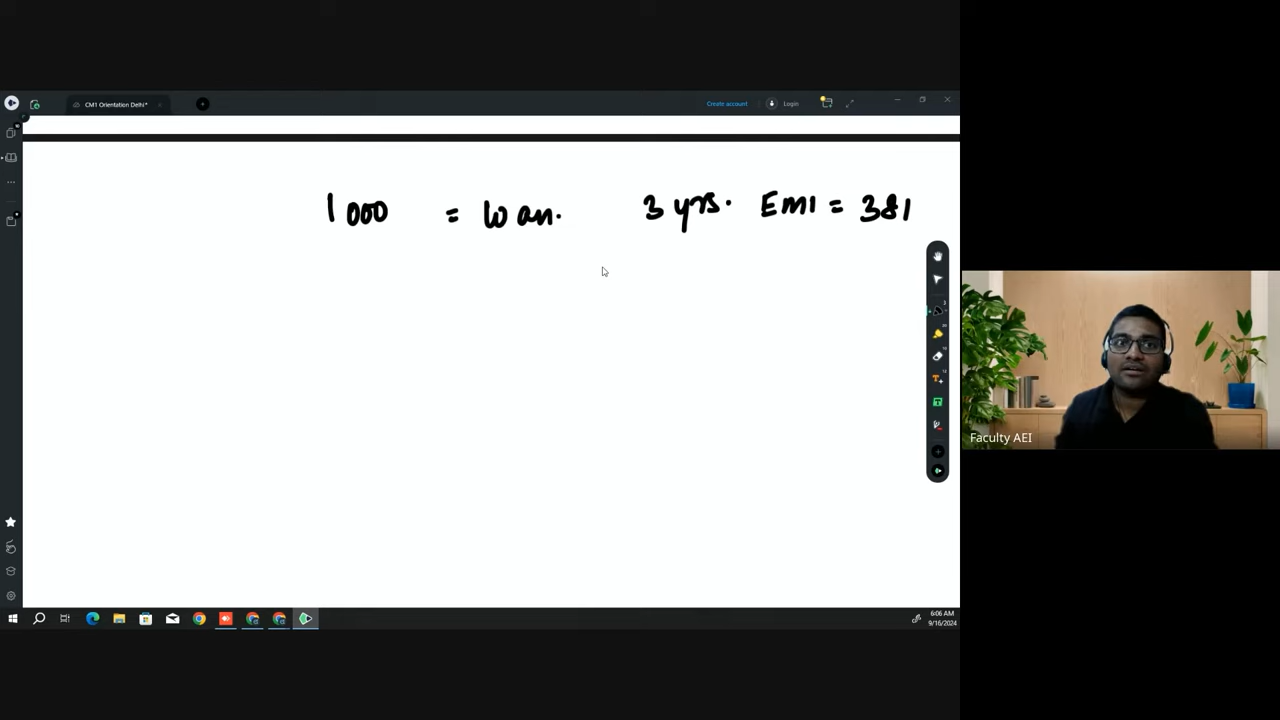 CM1 Orientation Delhi*
Create account
Login
1000 = loan. 3 yrs. EMI = 381
Faculty AEI
6:06 AM
9/16/2024